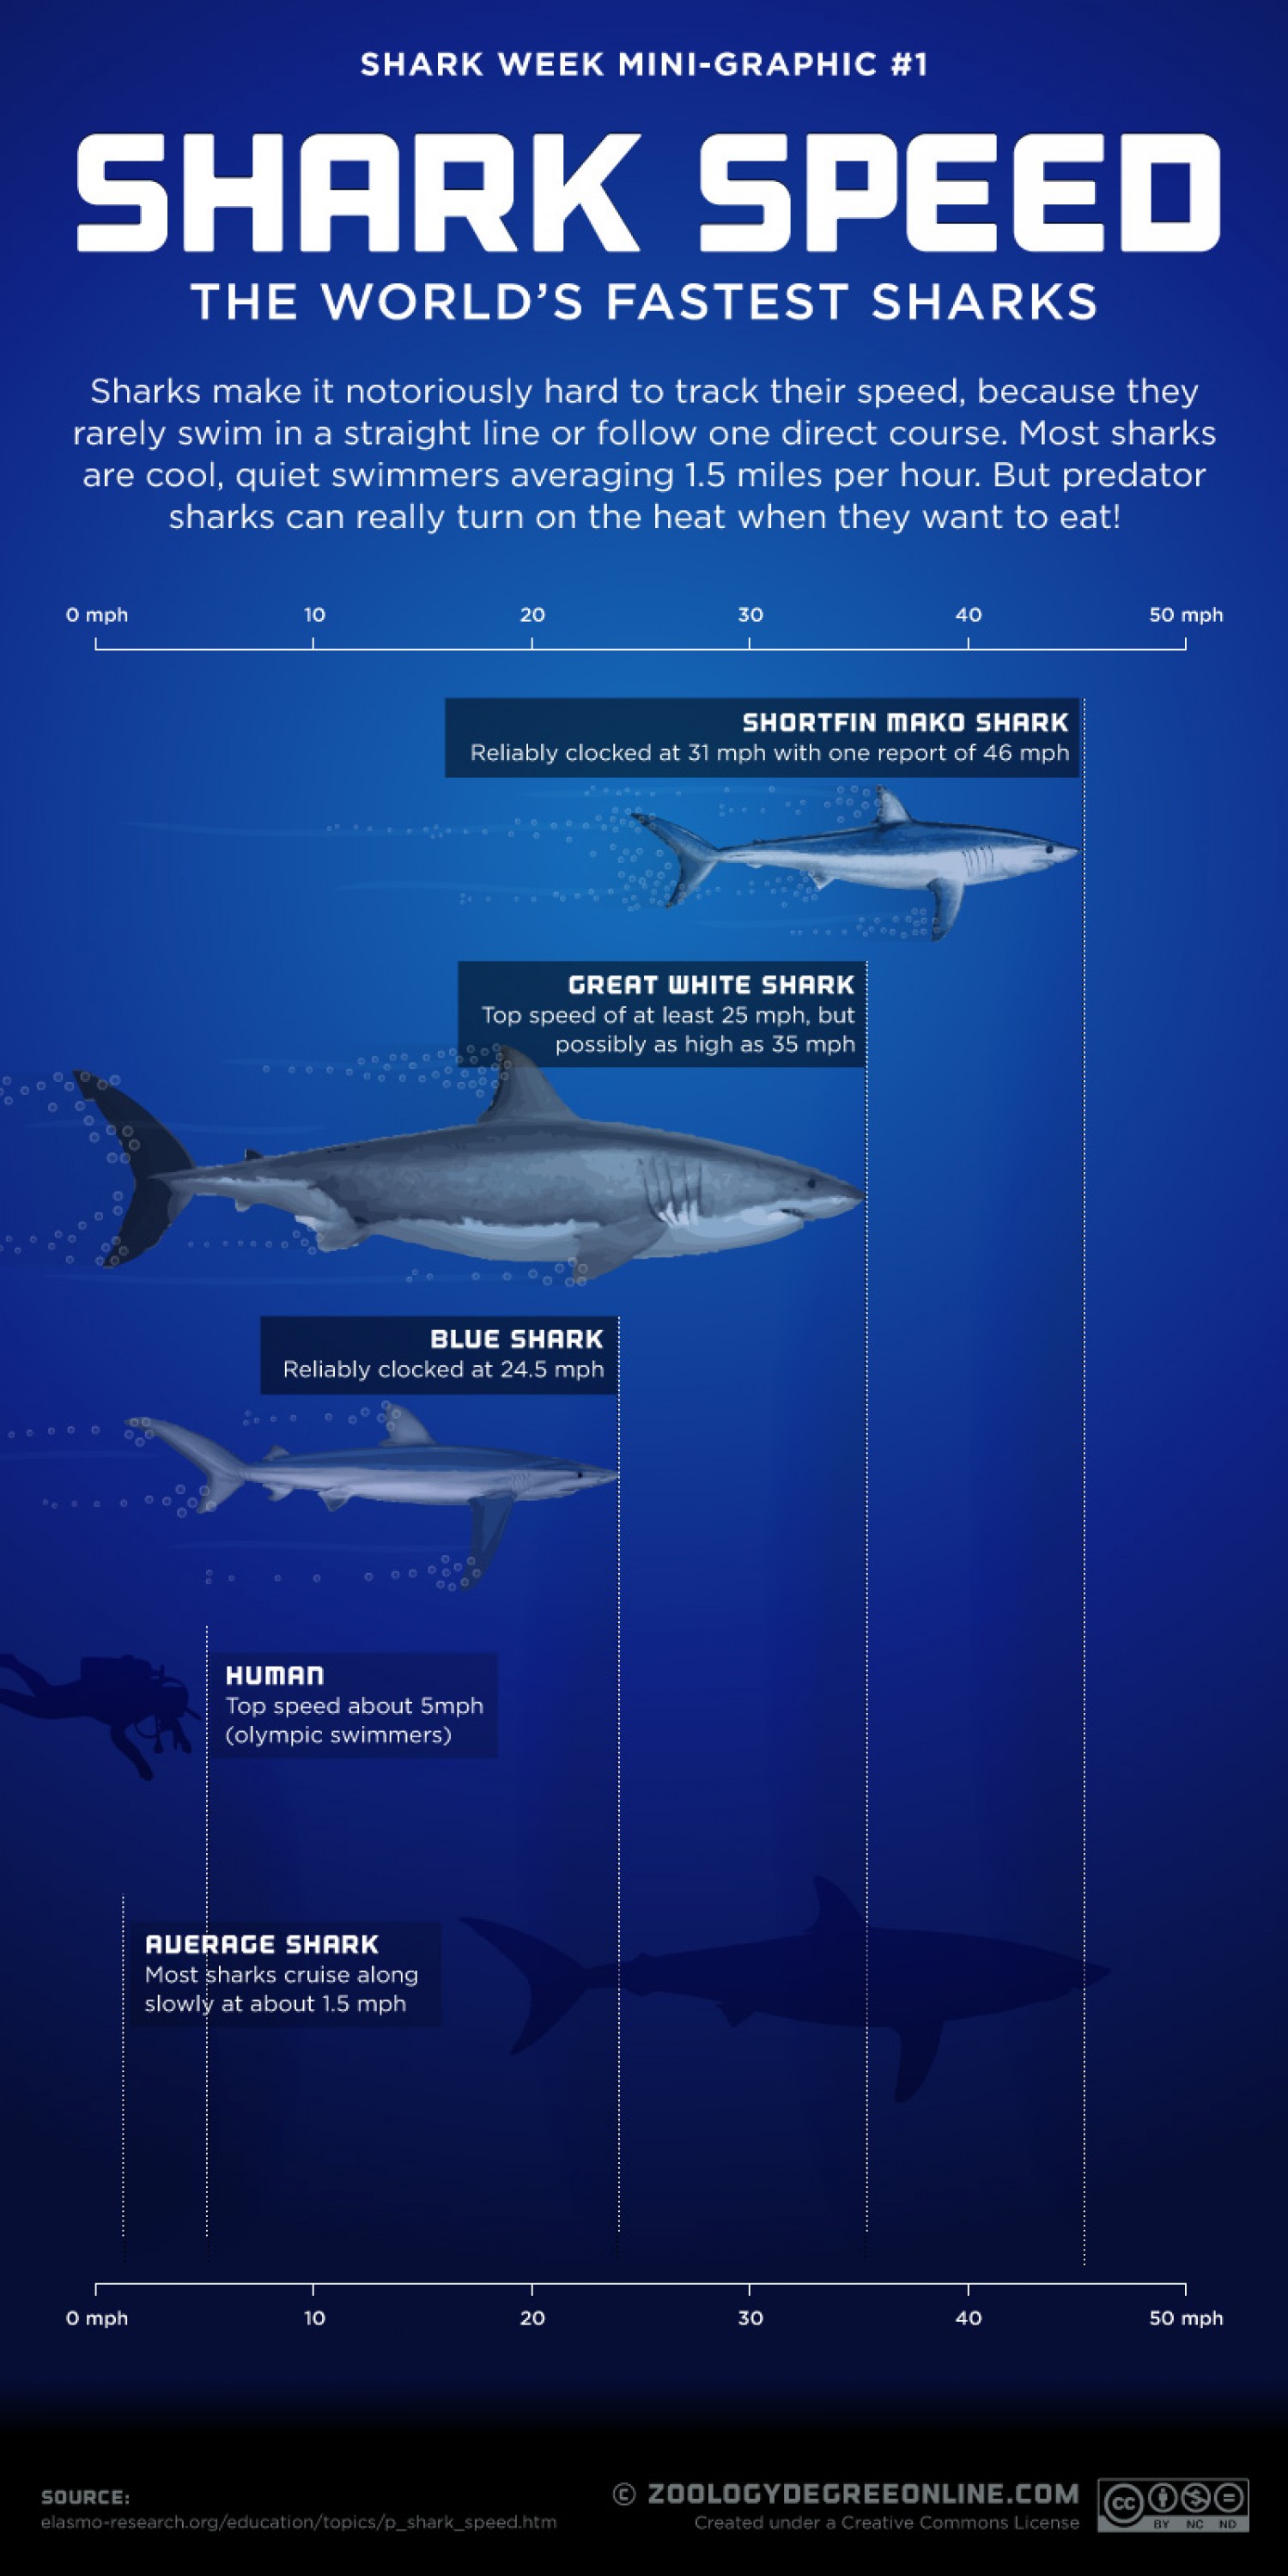 SHARK WEEK MINI-GRAPHIC #1
SHARK SPEED
THE WORLD'S FASTEST SHARKS
Sharks make it notoriously hard to track their speed, because they
rarely swim in a straight line or follow one direct course. Most sharks
are cool, quiet swimmers averaging 1.5 miles per hour. But predator
sharks can really turn on the heat when they want to eat!
0 mph 10 20 30 40 50 mph
SHORTFIN MAKO SHARK
Reliably clocked at 31 mph with one report of 46 mph
GREAT WHITE SHARK
Top speed of at least 25 mph, but
possibly as high as 35 mph
BLUE SHARK
Reliably clocked at 24.5 mph
HUMAN
Top speed about 5mph
(olympic swimmers)
AVERAGE SHARK
Most sharks cruise along
slowly at about 1.5 mph
0 mph 10 20 30 40 50 mph
SOURCE:
elasmo-research.org/education/topics/p_shark_speed.htm
© ZOOLOGYDEGREEONLINE.COM
Created under a Creative Commons License
cc BY NC ND